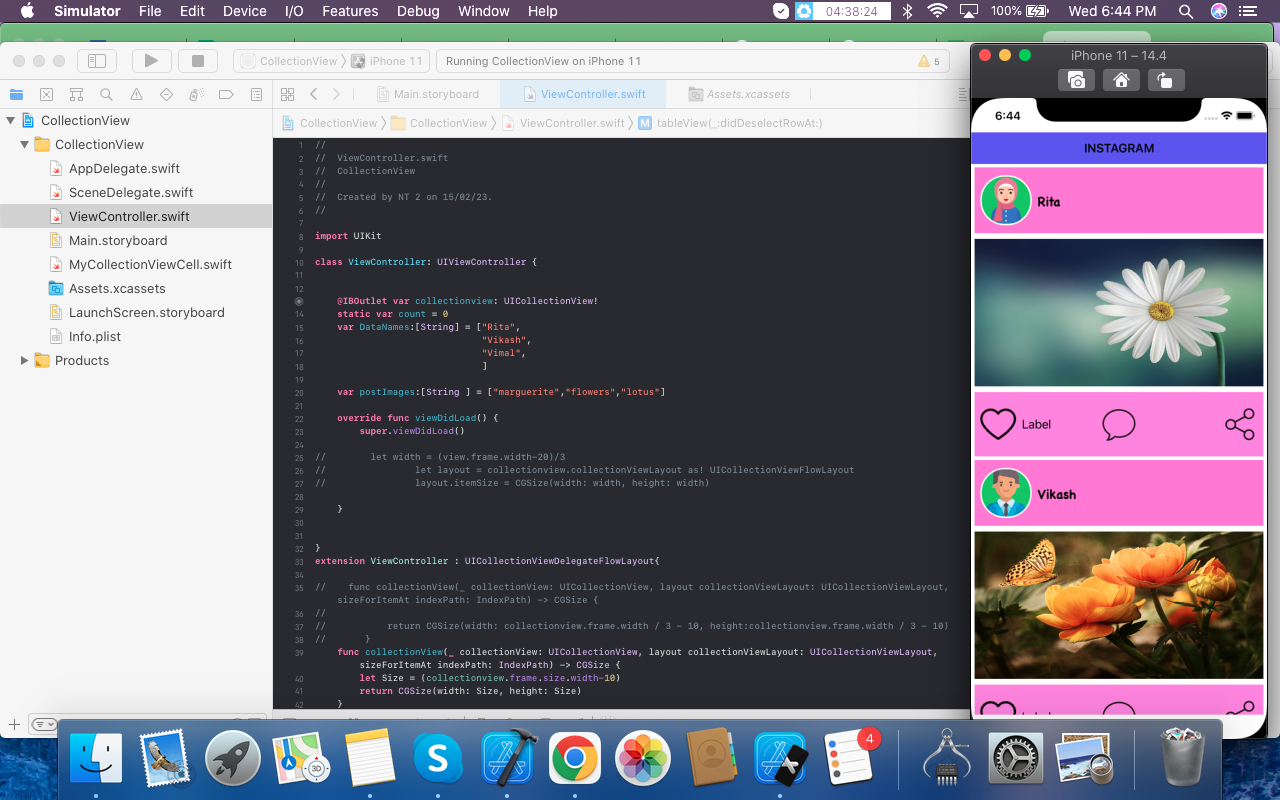 Simulator File Edit Device I/O Features Debug Window Help 04:38:24 100% Wed 6:44 PM
CollectionView iPhone 11 Running CollectionView on iPhone 11 5
Main.storyboard ViewController.swift Assets.xcassets
CollectionView CollectionView ViewController.swift M tableView(_:didDeselectRowAt:)
CollectionView
CollectionView
AppDelegate.swift
SceneDelegate.swift
ViewController.swift
Main.storyboard
MyCollectionViewCell.swift
Assets.xcassets
LaunchScreen.storyboard
Info.plist
Products
1 //
2 //  ViewController.swift
3 //  CollectionView
4 //
5 //  Created by NT 2 on 15/02/23.
6 //
7
8 import UIKit
9
10 class ViewController: UIViewController {
11
12
@IBOutlet var collectionview: UICollectionView!
14 static var count = 0
15 var DataNames:[String] = ["Rita",
16 "Vikash",
17 "Vimal",
18 ]
19
20 var postImages:[String ] = ["marguerite","flowers","lotus"]
21
22 override func viewDidLoad() {
23 super.viewDidLoad()
24
25 //        let width = (view.frame.width-20)/3
26 //                let layout = collectionview.collectionViewLayout as! UICollectionViewFlowLayout
27 //                layout.itemSize = CGSize(width: width, height: width)
28
29 }
30
31
32 }
33 extension ViewController : UICollectionViewDelegateFlowLayout{
34
35 //    func collectionView(_ collectionView: UICollectionView, layout collectionViewLayout: UICollectionViewLayout,
sizeForItemAt indexPath: IndexPath) -> CGSize {
36 //
37 //           return CGSize(width: collectionview.frame.width / 3 - 10, height:collectionview.frame.width / 3 - 10)
38 //       }
39 func collectionView(_ collectionView: UICollectionView, layout collectionViewLayout: UICollectionViewLayout,
sizeForItemAt indexPath: IndexPath) -> CGSize {
40 let Size = (collectionview.frame.size.width-10)
41 return CGSize(width: Size, height: Size)
42 }
iPhone 11 – 14.4
6:44
INSTAGRAM
Rita
Label
Vikash
3D
4